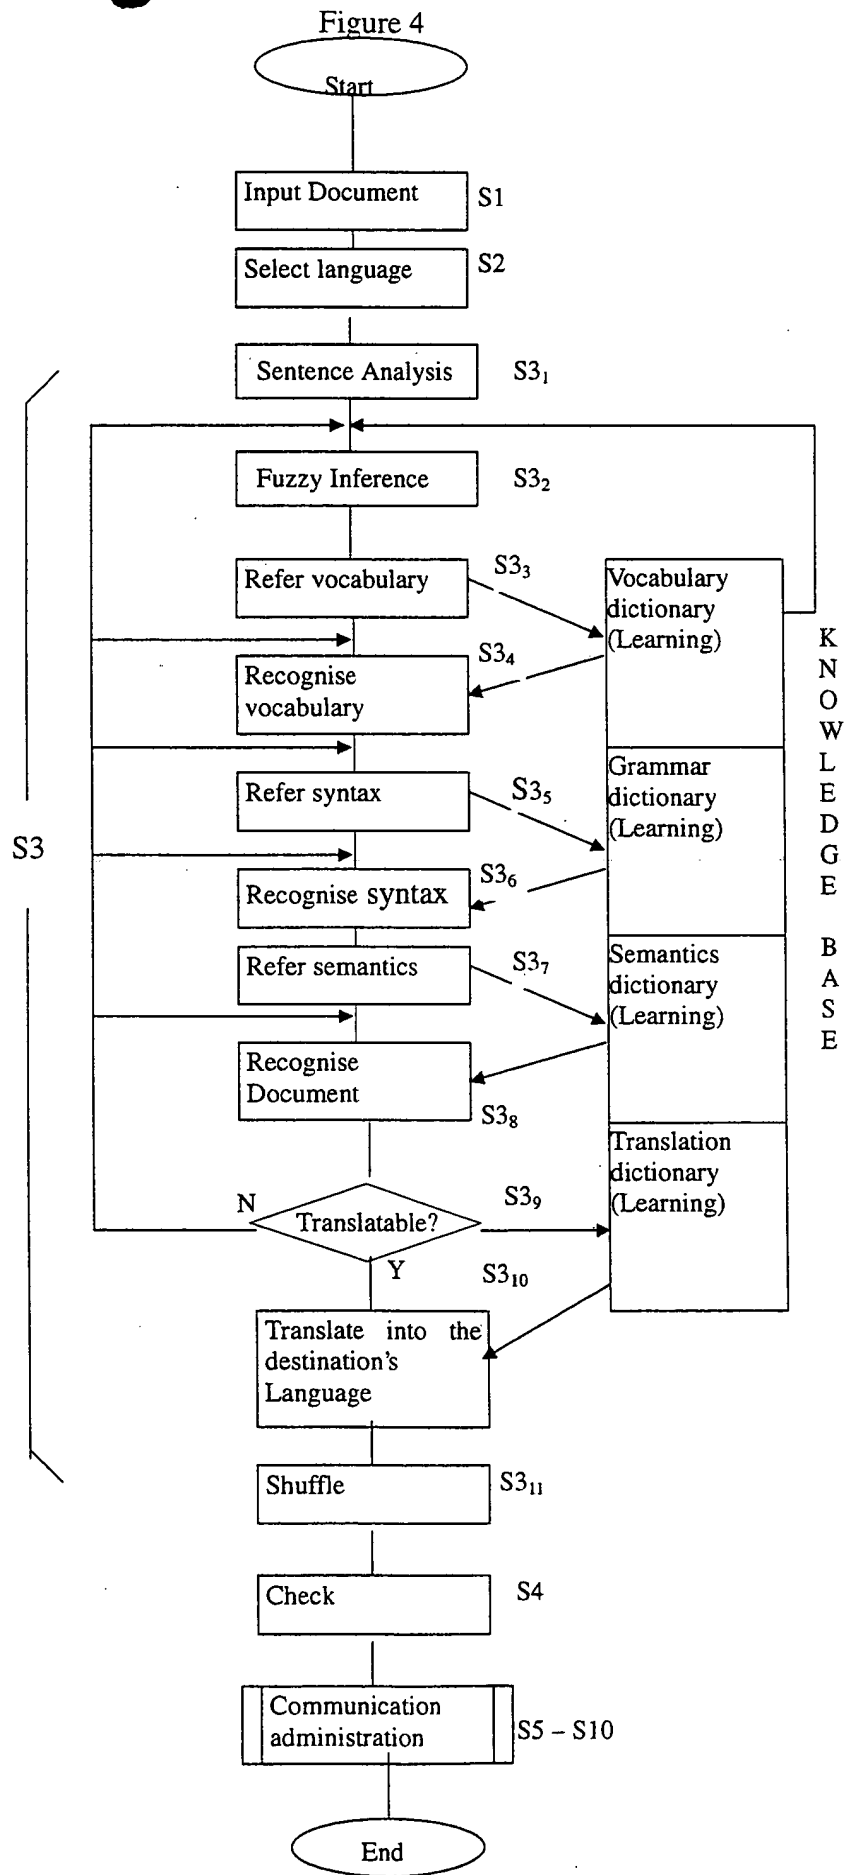 Figure 4
Start
Input Document
S1
Select language
S2
Sentence Analysis
S3₁
Fuzzy Inference
S3₂
Refer vocabulary
S3₃
Vocabulary
dictionary
(Learning)
S3₄
Recognise
vocabulary
Refer syntax
S3₅
Grammar
dictionary
(Learning)
S3
S3₆
Recognise syntax
Refer semantics
S3₇
Semantics
dictionary
(Learning)
Recognise
Document
S3₈
Translatable?
N
Y
S3₉
Translation
dictionary
(Learning)
S3₁₀
Translate into the
destination's
Language
Shuffle
S3₁₁
Check
S4
Communication
administration
S5 – S10
End
K
N
O
W
L
E
D
G
E
B
A
S
E